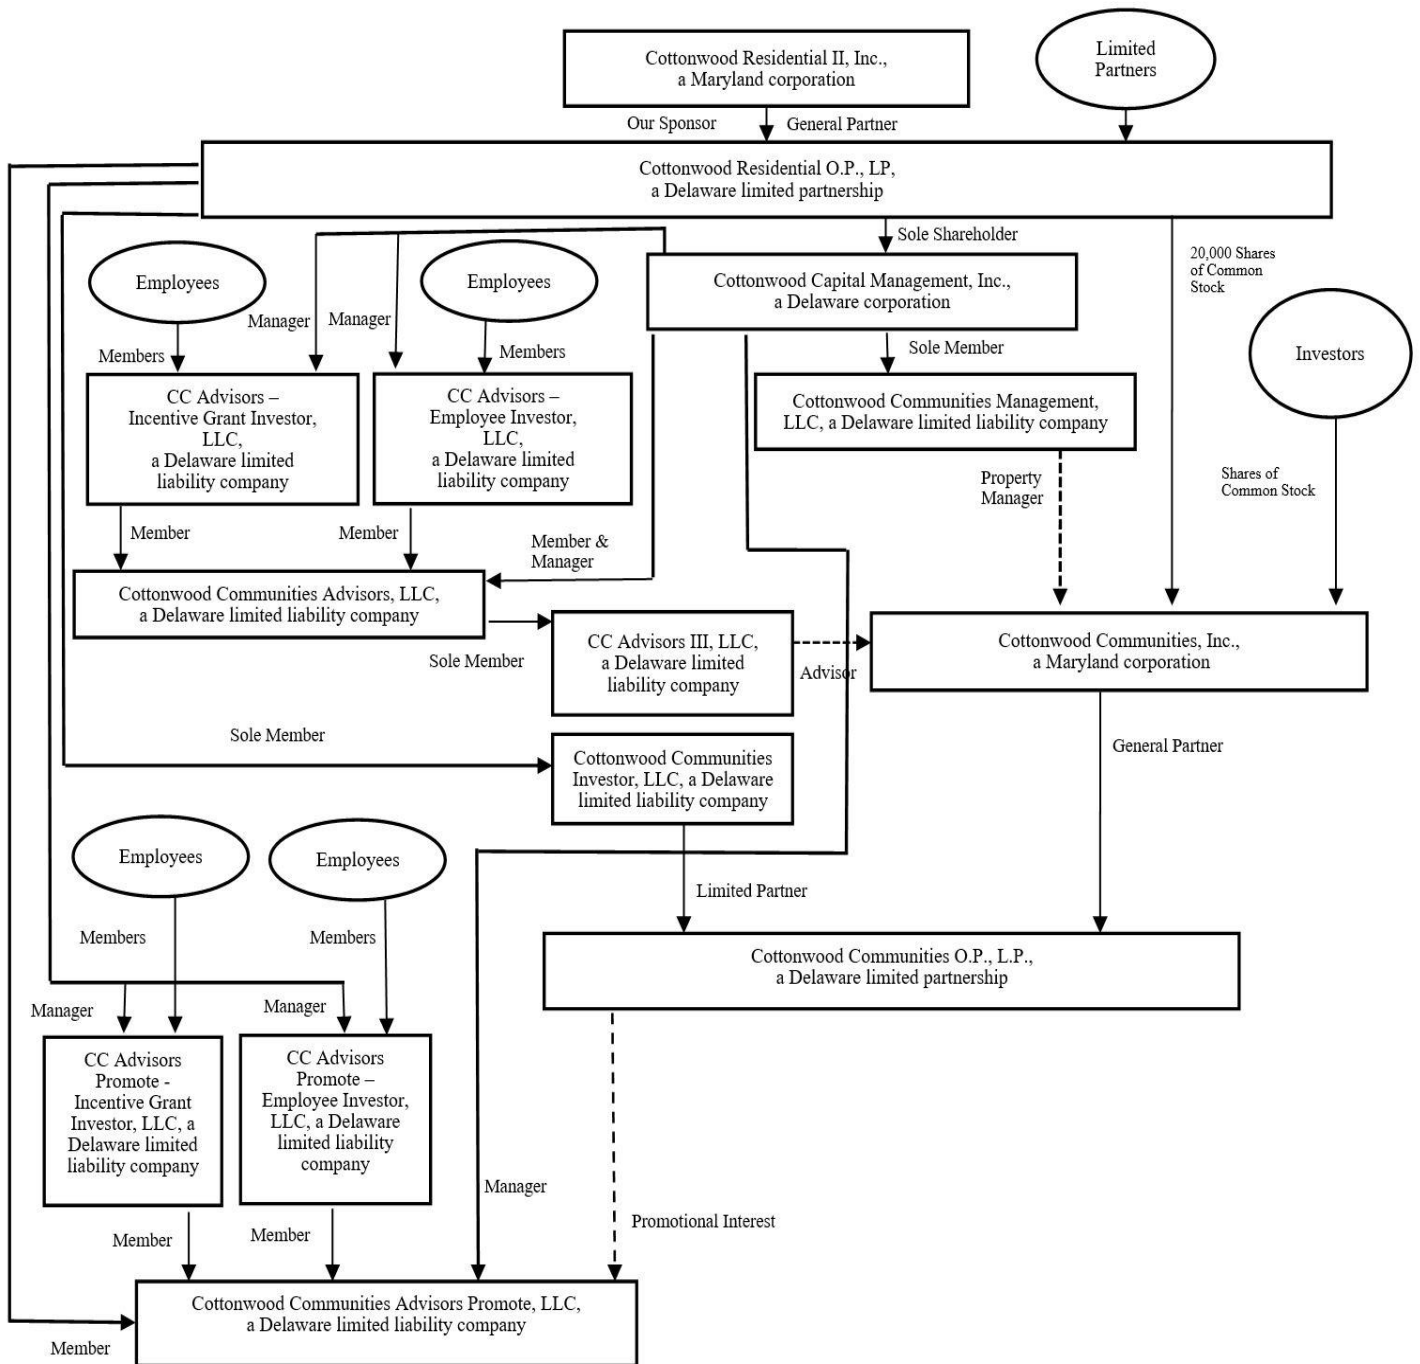 Cottonwood Residential II, Inc.,
a Maryland corporation
Limited
Partners
Our Sponsor
General Partner
Cottonwood Residential O.P., LP,
a Delaware limited partnership
Sole Shareholder
20,000 Shares
of Common
Stock
Employees
Employees
Cottonwood Capital Management, Inc.,
a Delaware corporation
Manager
Manager
Members
Members
Sole Member
Investors
CC Advisors –
Incentive Grant Investor,
LLC,
a Delaware limited
liability company
CC Advisors –
Employee Investor,
LLC,
a Delaware limited
liability company
Cottonwood Communities Management,
LLC, a Delaware limited liability company
Property
Manager
Shares of
Common Stock
Member
Member
Member &
Manager
Cottonwood Communities Advisors, LLC,
a Delaware limited liability company
Sole Member
CC Advisors III, LLC,
a Delaware limited
liability company
Advisor
Cottonwood Communities, Inc.,
a Maryland corporation
Sole Member
Cottonwood Communities
Investor, LLC, a Delaware
limited liability company
General Partner
Employees
Employees
Limited Partner
Members
Members
Cottonwood Communities O.P., L.P.,
a Delaware limited partnership
Manager
Manager
CC Advisors
Promote -
Incentive Grant
Investor, LLC, a
Delaware limited
liability company
CC Advisors
Promote –
Employee Investor,
LLC, a Delaware
limited liability
company
Manager
Promotional Interest
Member
Member
Cottonwood Communities Advisors Promote, LLC,
a Delaware limited liability company
Member